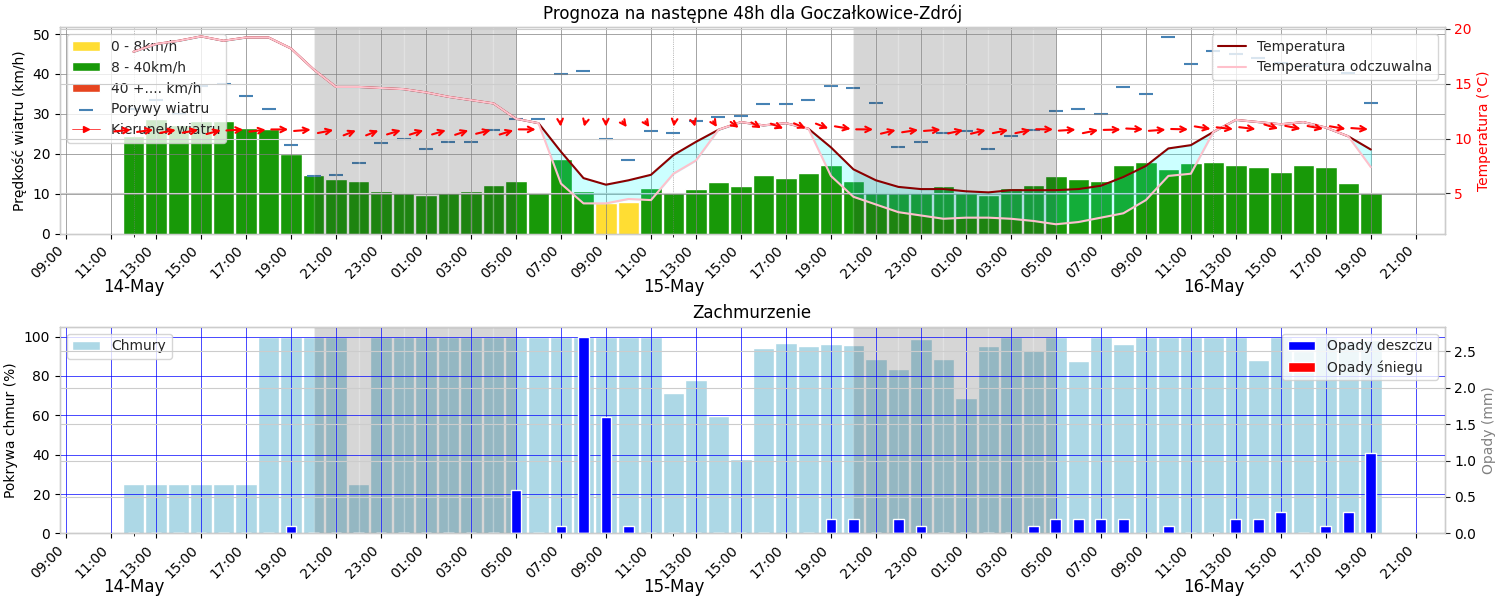 Prognoza na następne 48h dla Goczałkowice-Zdrój
Prędkość wiatru (km/h)
50
40
30
20
10
0
0 - 8km/h
8 - 40km/h
40 +.... km/h
Porywy wiatru
Kierunek wiatru
Temperatura
Temperatura odczuwalna
20
15
10
5
Temperatura (°C)
09:00 11:00 13:00 15:00 17:00 19:00 21:00 23:00 01:00 03:00 05:00 07:00 09:00 11:00 13:00 15:00 17:00 19:00 21:00 23:00 01:00 03:00 05:00 07:00 09:00 11:00 13:00 15:00 17:00 19:00 21:00
14-May 15-May 16-May
Zachmurzenie
Pokrywa chmur (%)
100
80
60
40
20
0
Chmury
Opady deszczu
Opady śniegu
2.5
2.0
1.5
1.0
0.5
0.0
Opady (mm)
09:00 11:00 13:00 15:00 17:00 19:00 21:00 23:00 01:00 03:00 05:00 07:00 09:00 11:00 13:00 15:00 17:00 19:00 21:00 23:00 01:00 03:00 05:00 07:00 09:00 11:00 13:00 15:00 17:00 19:00 21:00
14-May 15-May 16-May